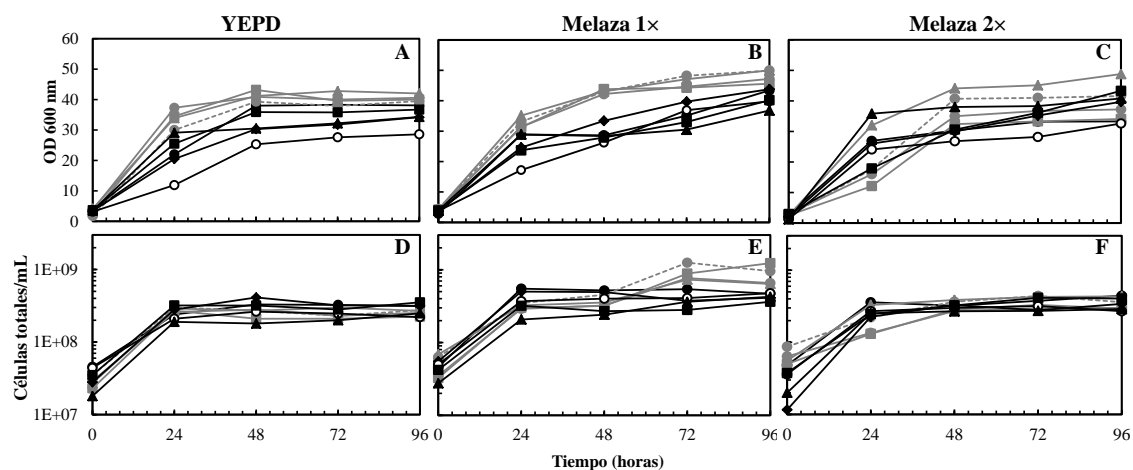 YEPD Melaza 1× Melaza 2×
60 A B C
50
40
30
20
10
0
OD 600 nm
D E F
1E+09
1E+08
1E+07
Células totales/mL
0 24 48 72 96 0 24 48 72 96 0 24 48 72 96
Tiempo (horas)